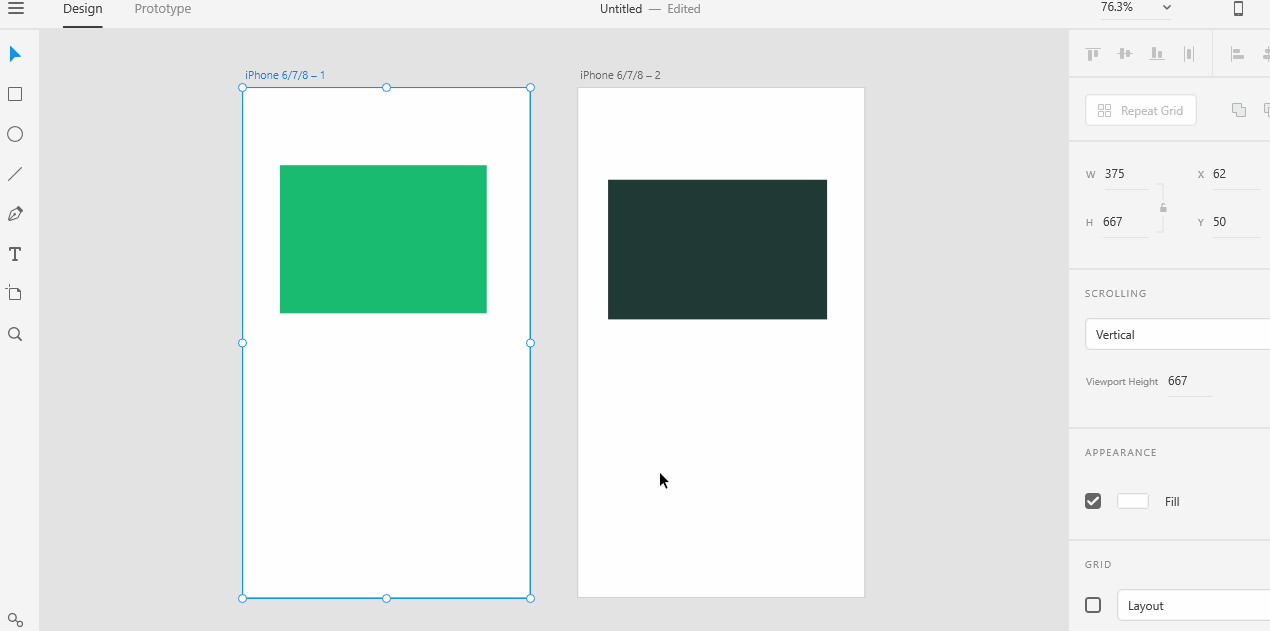 Design Prototype Untitled — Edited 76.3%
iPhone 6/7/8 – 1
iPhone 6/7/8 – 2
Repeat Grid
W 375 X 62
H 667 Y 50
SCROLLING
Vertical
Viewport Height 667
APPEARANCE
Fill
GRID
Layout